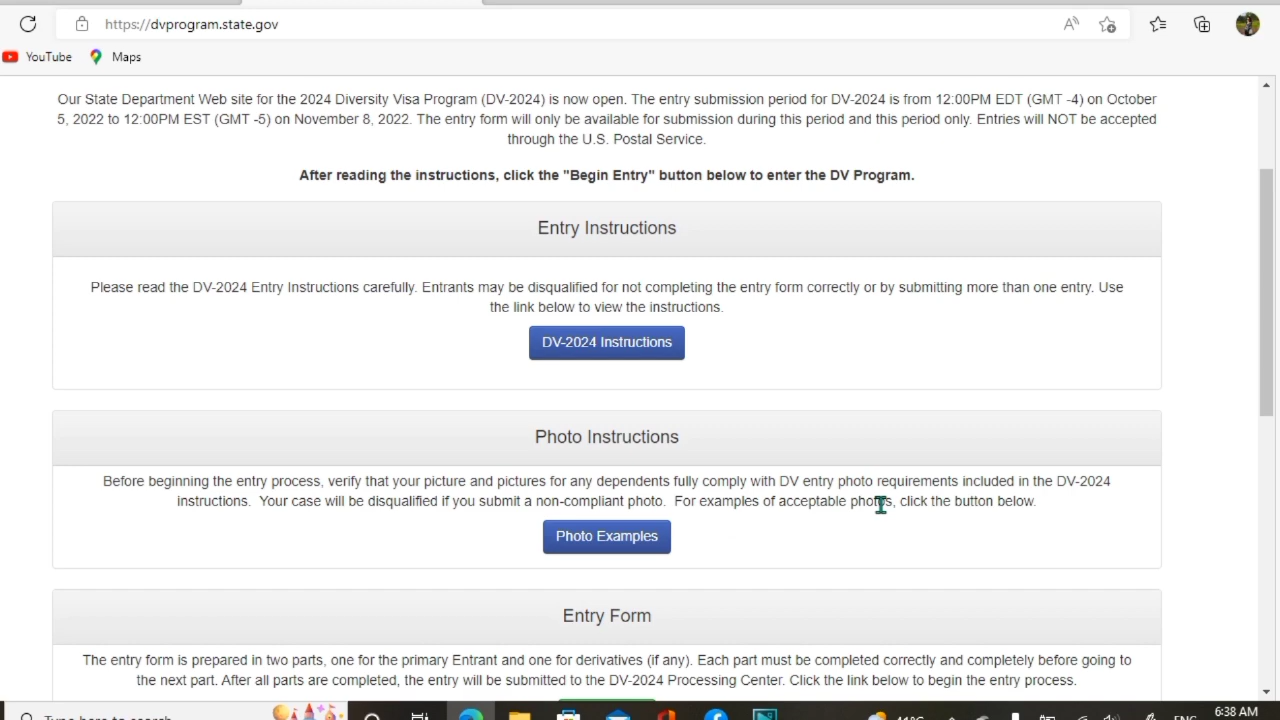 https://dvprogram.state.gov
YouTube Maps
Our State Department Web site for the 2024 Diversity Visa Program (DV-2024) is now open. The entry submission period for DV-2024 is from 12:00PM EDT (GMT -4) on October
5, 2022 to 12:00PM EST (GMT -5) on November 8, 2022. The entry form will only be available for submission during this period and this period only. Entries will NOT be accepted
through the U.S. Postal Service.
After reading the instructions, click the "Begin Entry" button below to enter the DV Program.
Entry Instructions
Please read the DV-2024 Entry Instructions carefully. Entrants may be disqualified for not completing the entry form correctly or by submitting more than one entry. Use
the link below to view the instructions.
DV-2024 Instructions
Photo Instructions
Before beginning the entry process, verify that your picture and pictures for any dependents fully comply with DV entry photo requirements included in the DV-2024
instructions. Your case will be disqualified if you submit a non-compliant photo. For examples of acceptable photos, click the button below.
Photo Examples
Entry Form
The entry form is prepared in two parts, one for the primary Entrant and one for derivatives (if any). Each part must be completed correctly and completely before going to
the next part. After all parts are completed, the entry will be submitted to the DV-2024 Processing Center. Click the link below to begin the entry process.
Type here to search 41°C ENG 6:38 AM